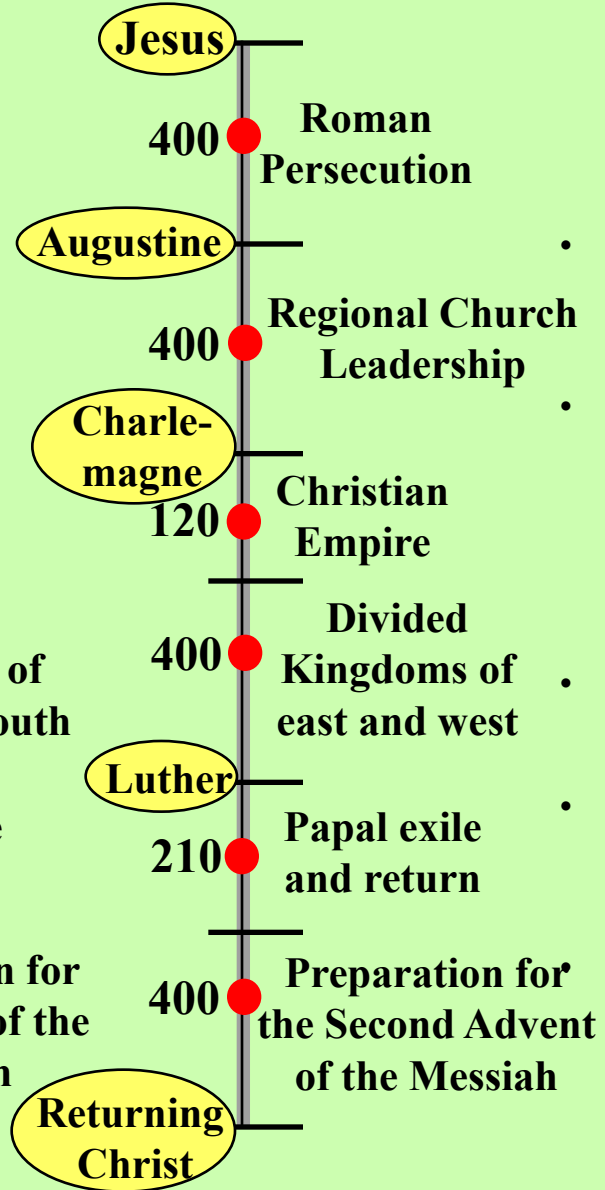 Jesus
400
Roman
Persecution
Augustine
400
Regional Church
Leadership
Charle-
magne
120
Christian
Empire
400
Divided
Kingdoms of
east and west
of
Luther
210
Papal exile
and return
n for
of the
400
Preparation for
the Second Advent
of the Messiah
Returning
Christ